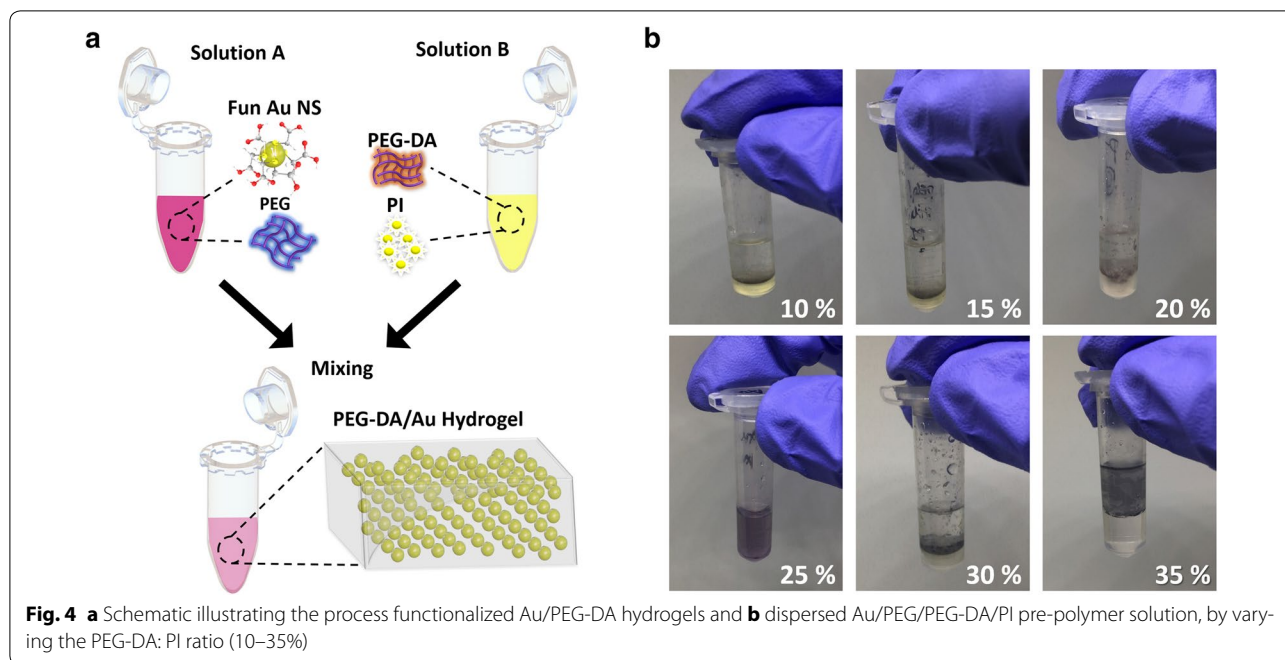 a
Solution A
Solution B
Fun Au NS
PEG-DA
PEG
PI
Mixing
PEG-DA/Au Hydrogel
b
10 %
15 %
20 %
25 %
30 %
35 %
Fig. 4 a Schematic illustrating the process functionalized Au/PEG-DA hydrogels and b dispersed Au/PEG/PEG-DA/PI pre-polymer solution, by vary-
ing the PEG-DA: PI ratio (10–35%)